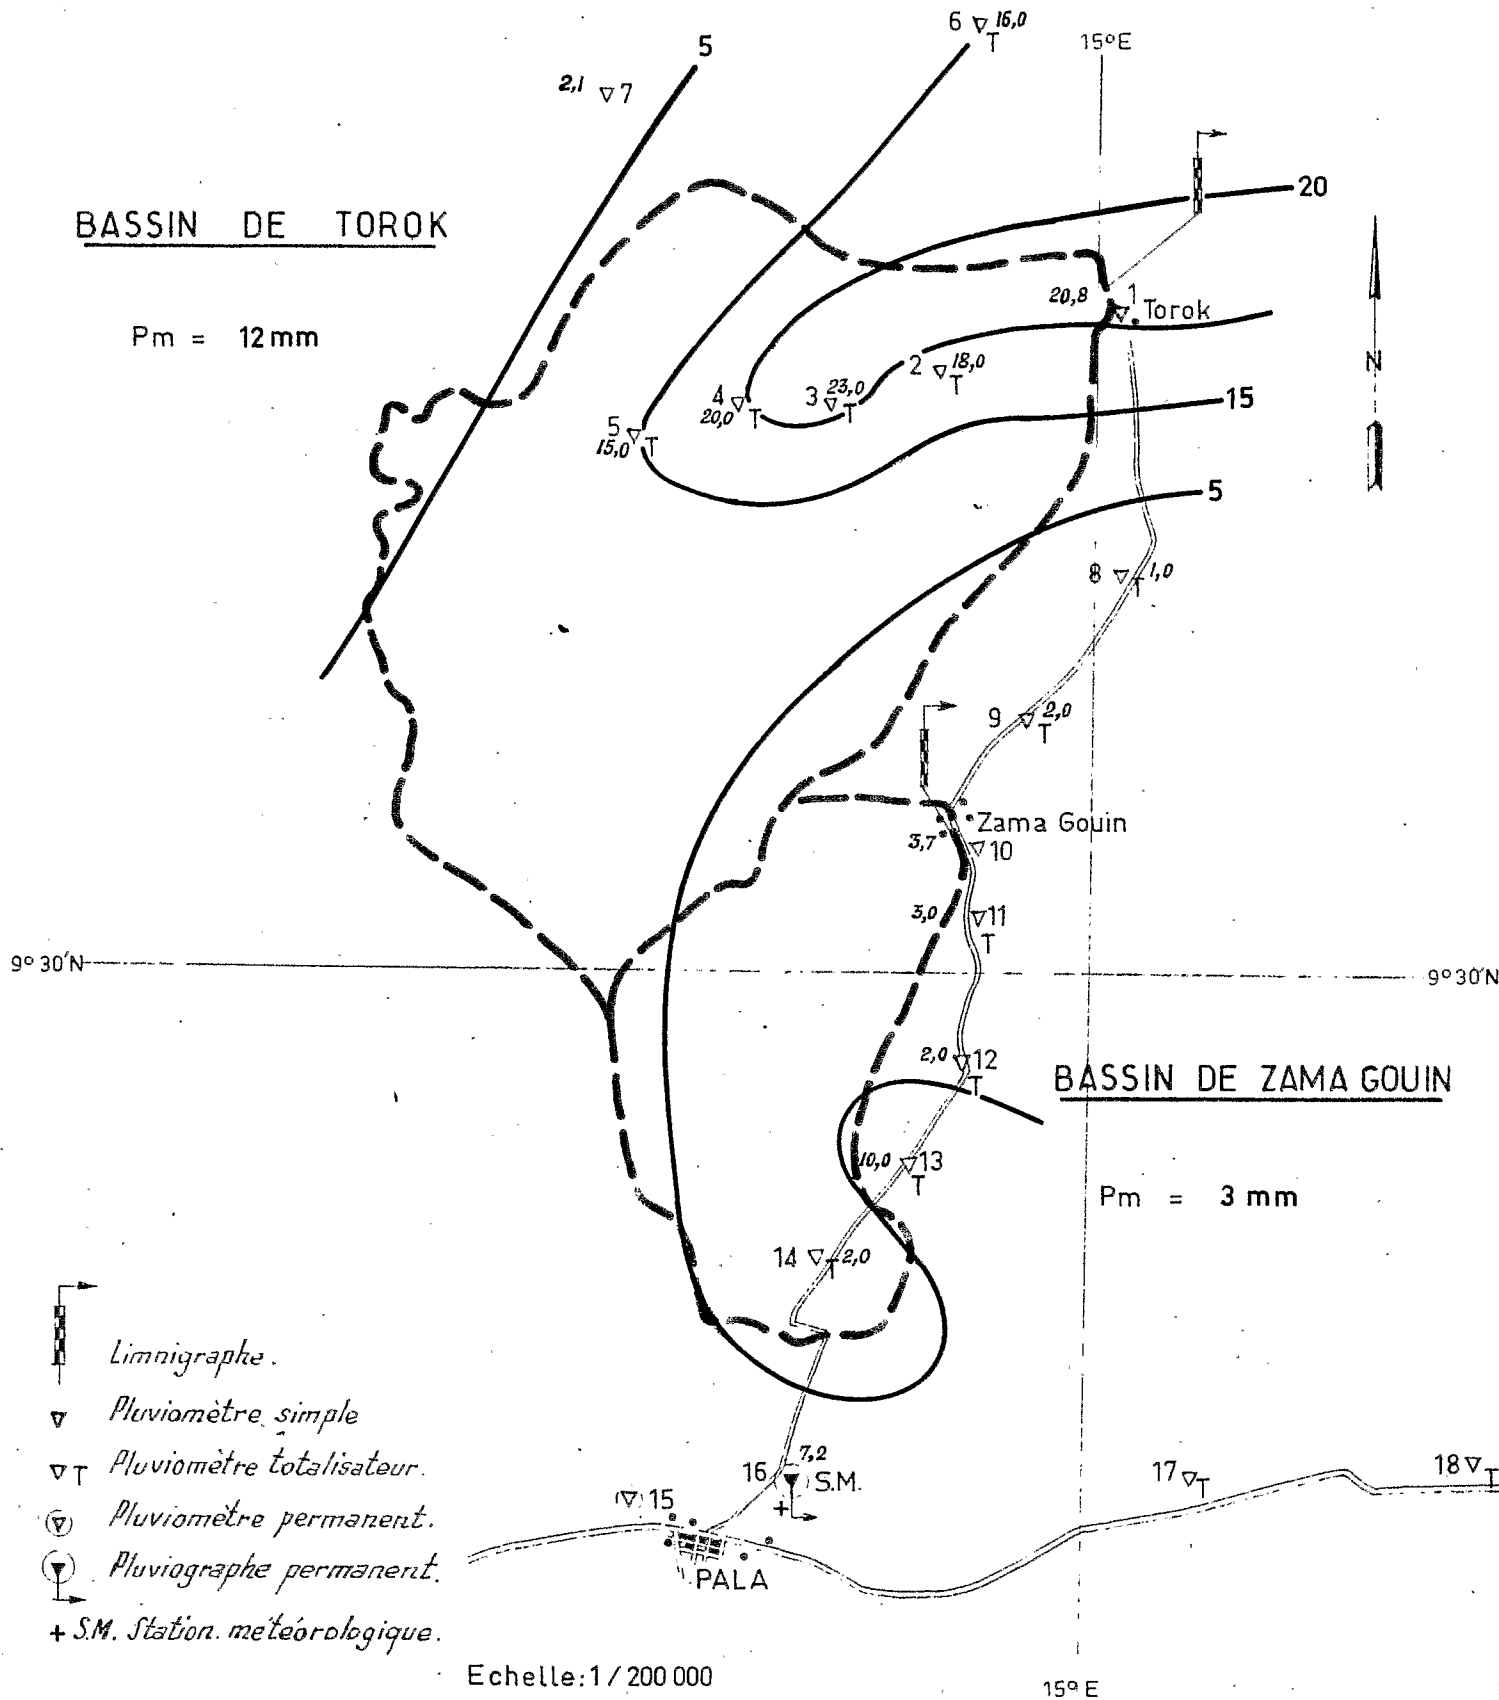 6 16,0
T
15°E
5
2,1 7
20
BASSIN DE TOROK
20,8 1
Torok
Pm = 12 mm
N
2 18,0
T
4 3 23,0
20,0 T T
15
5
15,0 T
5
8 1,0
T
9 2,0
T
Zama Gouin
3,7
10
3,0 11
T
9° 30'N
9° 30'N
2,0 12
T
BASSIN DE ZAMA GOUIN
10,0 13
T
Pm = 3 mm
14 2,0
T
Limnigraphe.
Pluviomètre simple
T Pluviomètre totalisateur.
Pluviomètre permanent.
Pluviographe permanent.
+ S.M. Station. météorologique.
7,2
16 S.M.
+
15
17
T
18
T
PALA
Echelle: 1 / 200 000
15° E